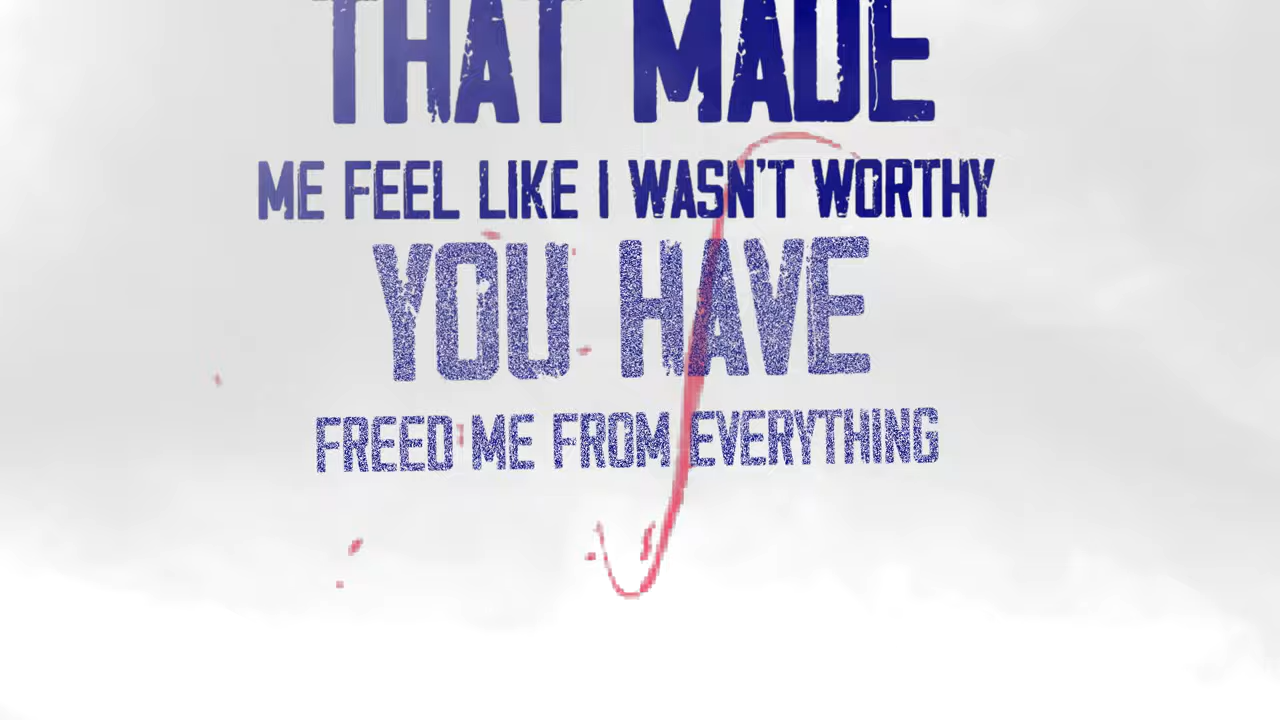 THAT MADE
ME FEEL LIKE I WASN'T WORTHY
YOU HAVE
FREED ME FROM EVERYTHING